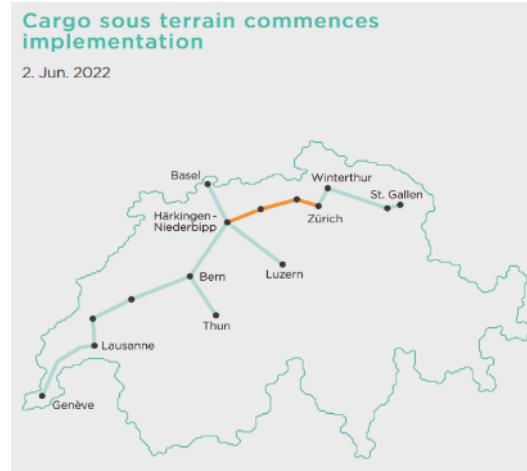 Cargo sous terrain commences
implementation
2. Jun. 2022
Basel
Winterthur
St. Gallen
Härkingen-
Niederbipp
Zürich
Luzern
Bern
Thun
Lausanne
Genève